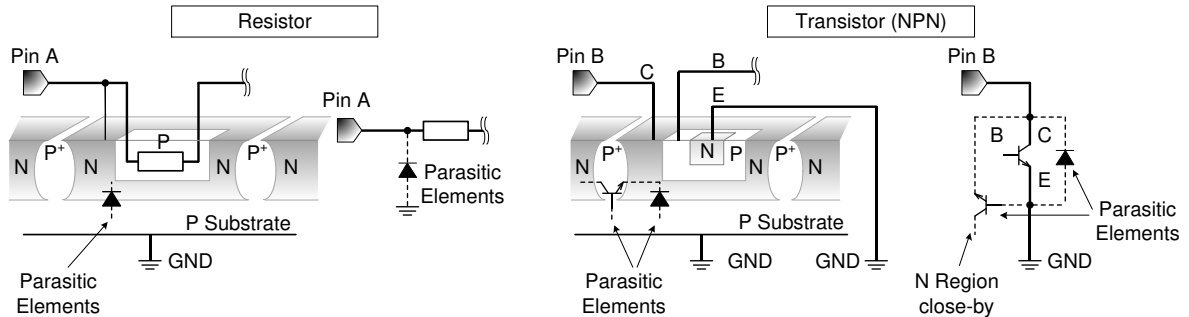 Resistor
Transistor (NPN)
Pin A
Pin B
C
B
E
Pin B
Pin A
P
N
P+
N
N
P+
N
Parasitic
Elements
P Substrate
GND
Parasitic
Elements
N
P+
N
P
N
P+
N
P Substrate
GND
GND
Parasitic
Elements
B
C
E
Parasitic
Elements
GND
N Region
close-by